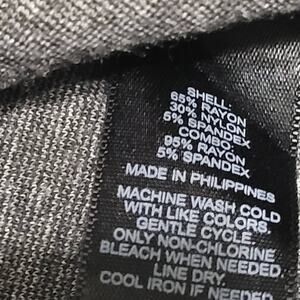 SHELL:
65% RAYON
30% NYLON
5% SPANDEX
COMBO:
95% RAYON
5% SPANDEX
MADE IN PHILIPPINES
MACHINE WASH COLD
WITH LIKE COLORS.
GENTLE CYCLE.
ONLY NON-CHLORINE
BLEACH WHEN NEEDED.
LINE DRY.
COOL IRON IF NEEDED.